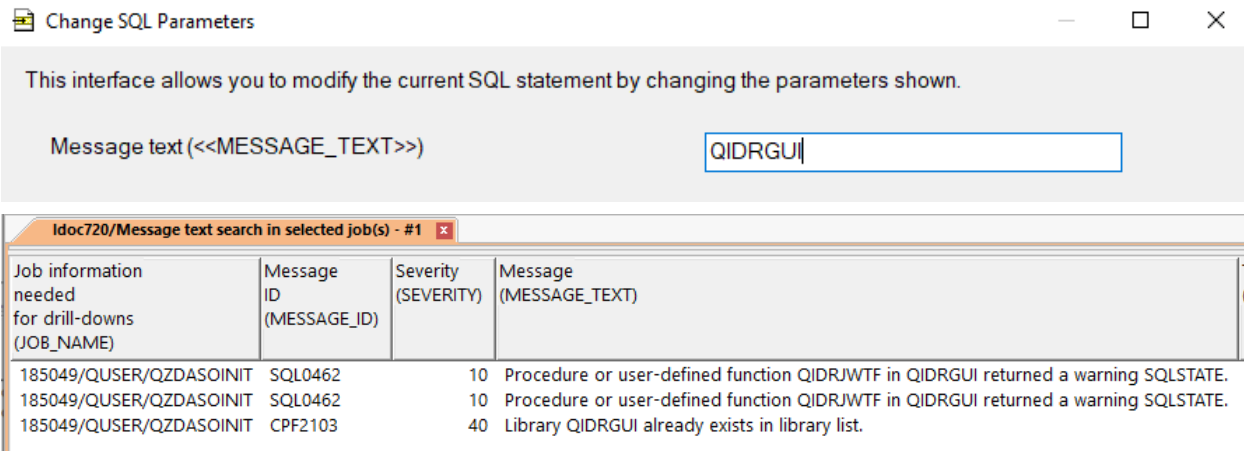 Change SQL Parameters
This interface allows you to modify the current SQL statement by changing the parameters shown.
Message text (<<MESSAGE_TEXT>>) QIDRGUI
Idoc720/Message text search in selected job(s) - #1
Job information needed for drill-downs (JOB_NAME) Message ID (MESSAGE_ID) Severity (SEVERITY) Message (MESSAGE_TEXT)
185049/QUSER/QZDASOINIT SQL0462 10 Procedure or user-defined function QIDRJWTF in QIDRGUI returned a warning SQLSTATE.
185049/QUSER/QZDASOINIT SQL0462 10 Procedure or user-defined function QIDRJWTF in QIDRGUI returned a warning SQLSTATE.
185049/QUSER/QZDASOINIT CPF2103 40 Library QIDRGUI already exists in library list.